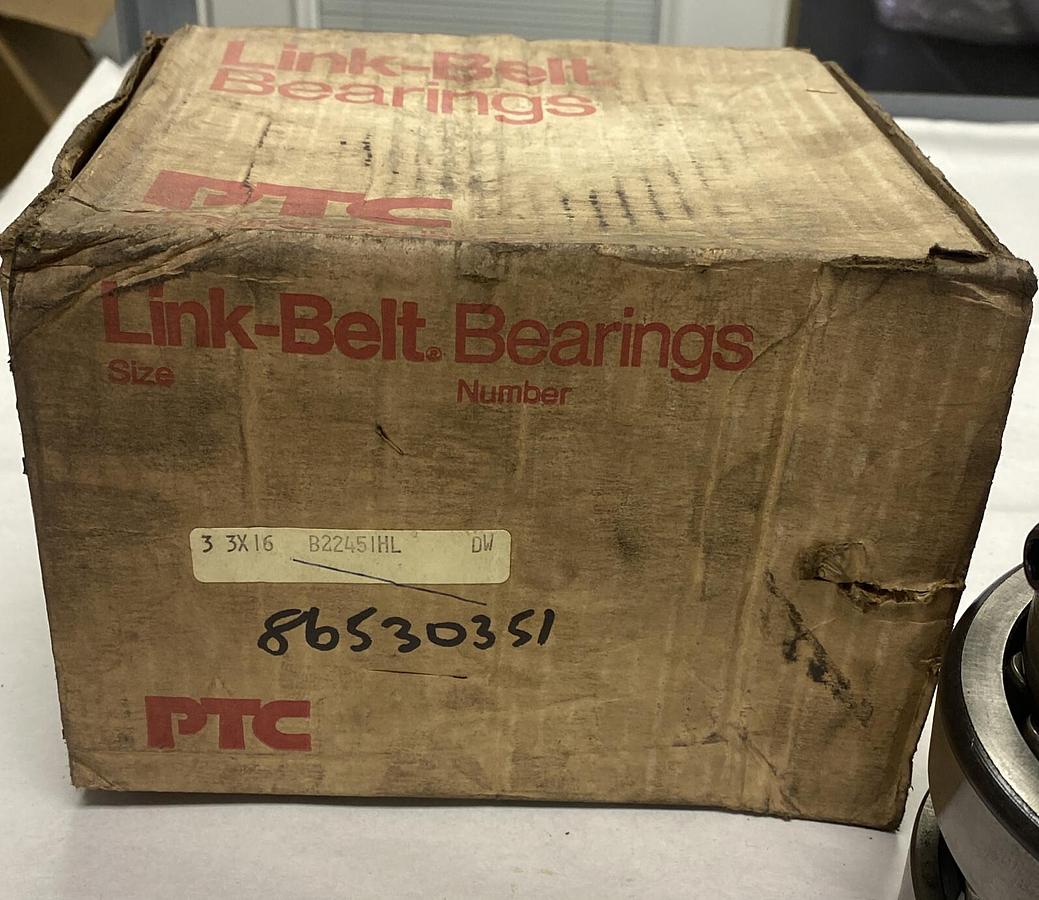 Link-Belt
Bearings
PTC
Link-Belt® Bearings
Size
Number
3 3X16 B22451HL DW
86530351
PTC